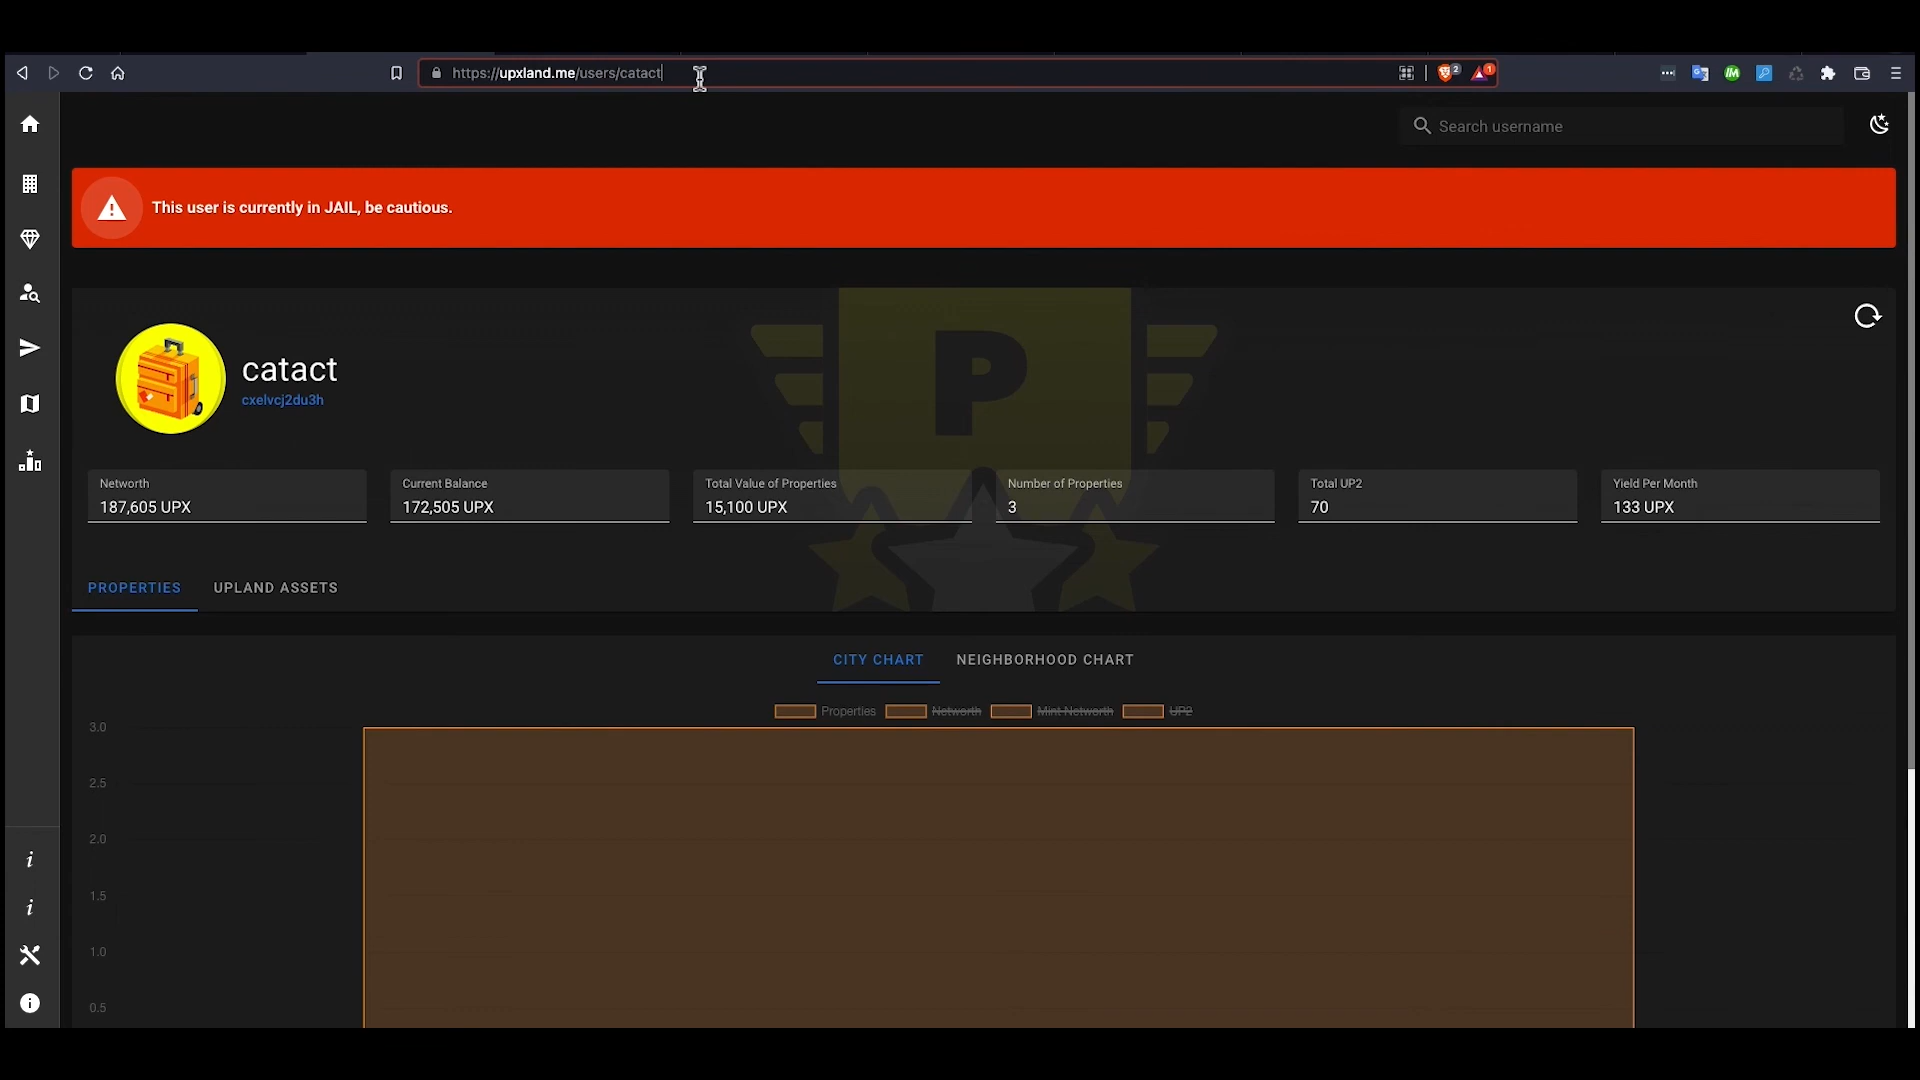 https://upxland.me/users/catact
2
1
Search username
This user is currently in JAIL, be cautious.
P
catact
cxelvcj2du3h
Networth
187,605 UPX
Current Balance
172,505 UPX
Total Value of Properties
15,100 UPX
Number of Properties
3
Total UP2
70
Yield Per Month
133 UPX
PROPERTIES
UPLAND ASSETS
CITY CHART
NEIGHBORHOOD CHART
Properties
Networth
Mint Networth
UP2
3.0
2.5
2.0
1.5
1.0
0.5